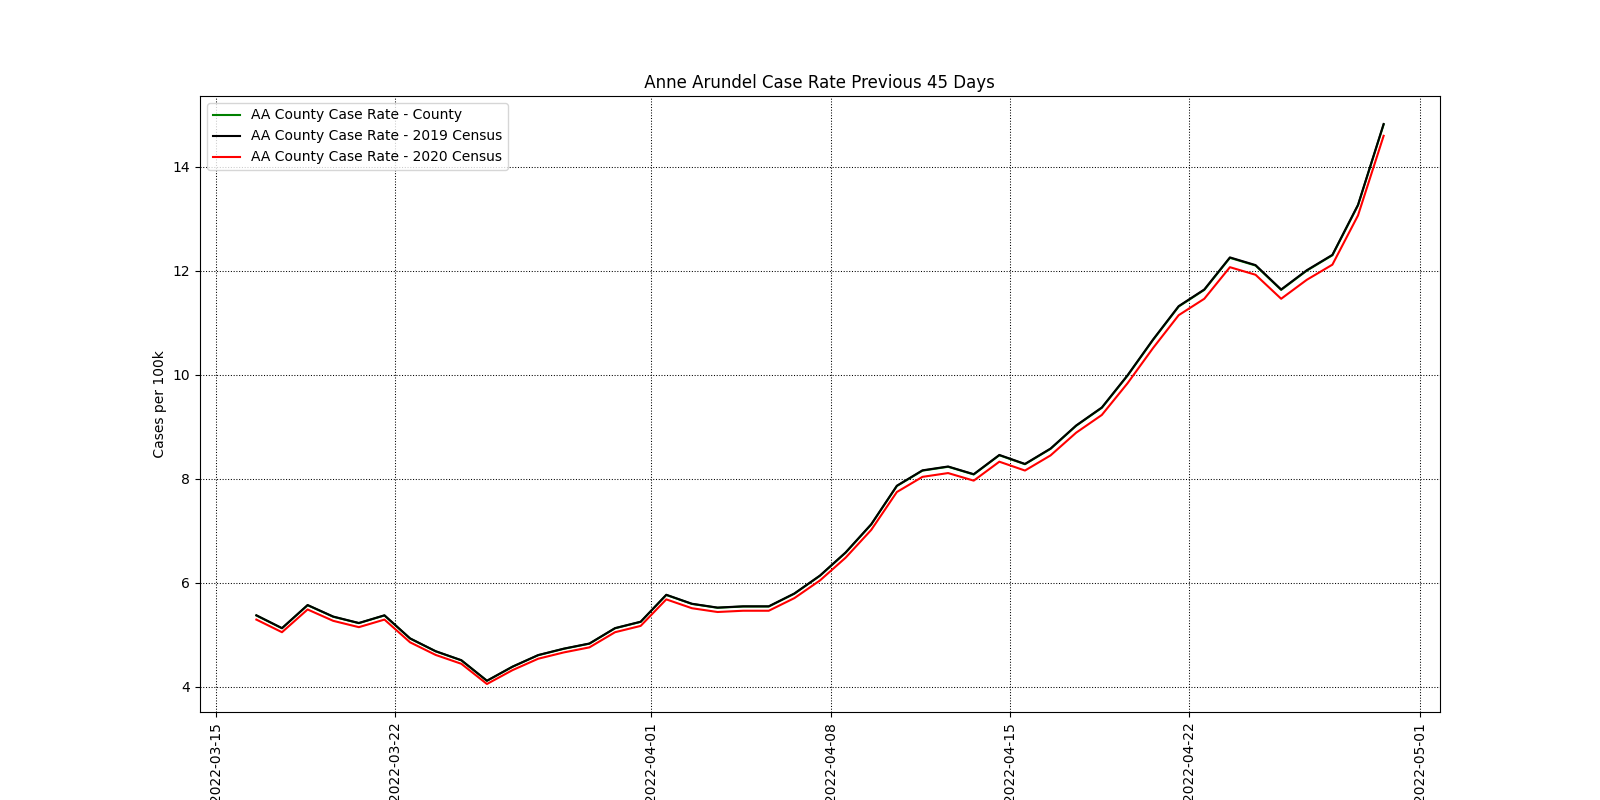 Anne Arundel Case Rate Previous 45 Days
AA County Case Rate - County
AA County Case Rate - 2019 Census
AA County Case Rate - 2020 Census
Cases per 100k
14
12
10
8
6
4
2022-03-15
2022-03-22
2022-04-01
2022-04-08
2022-04-15
2022-04-22
2022-05-01